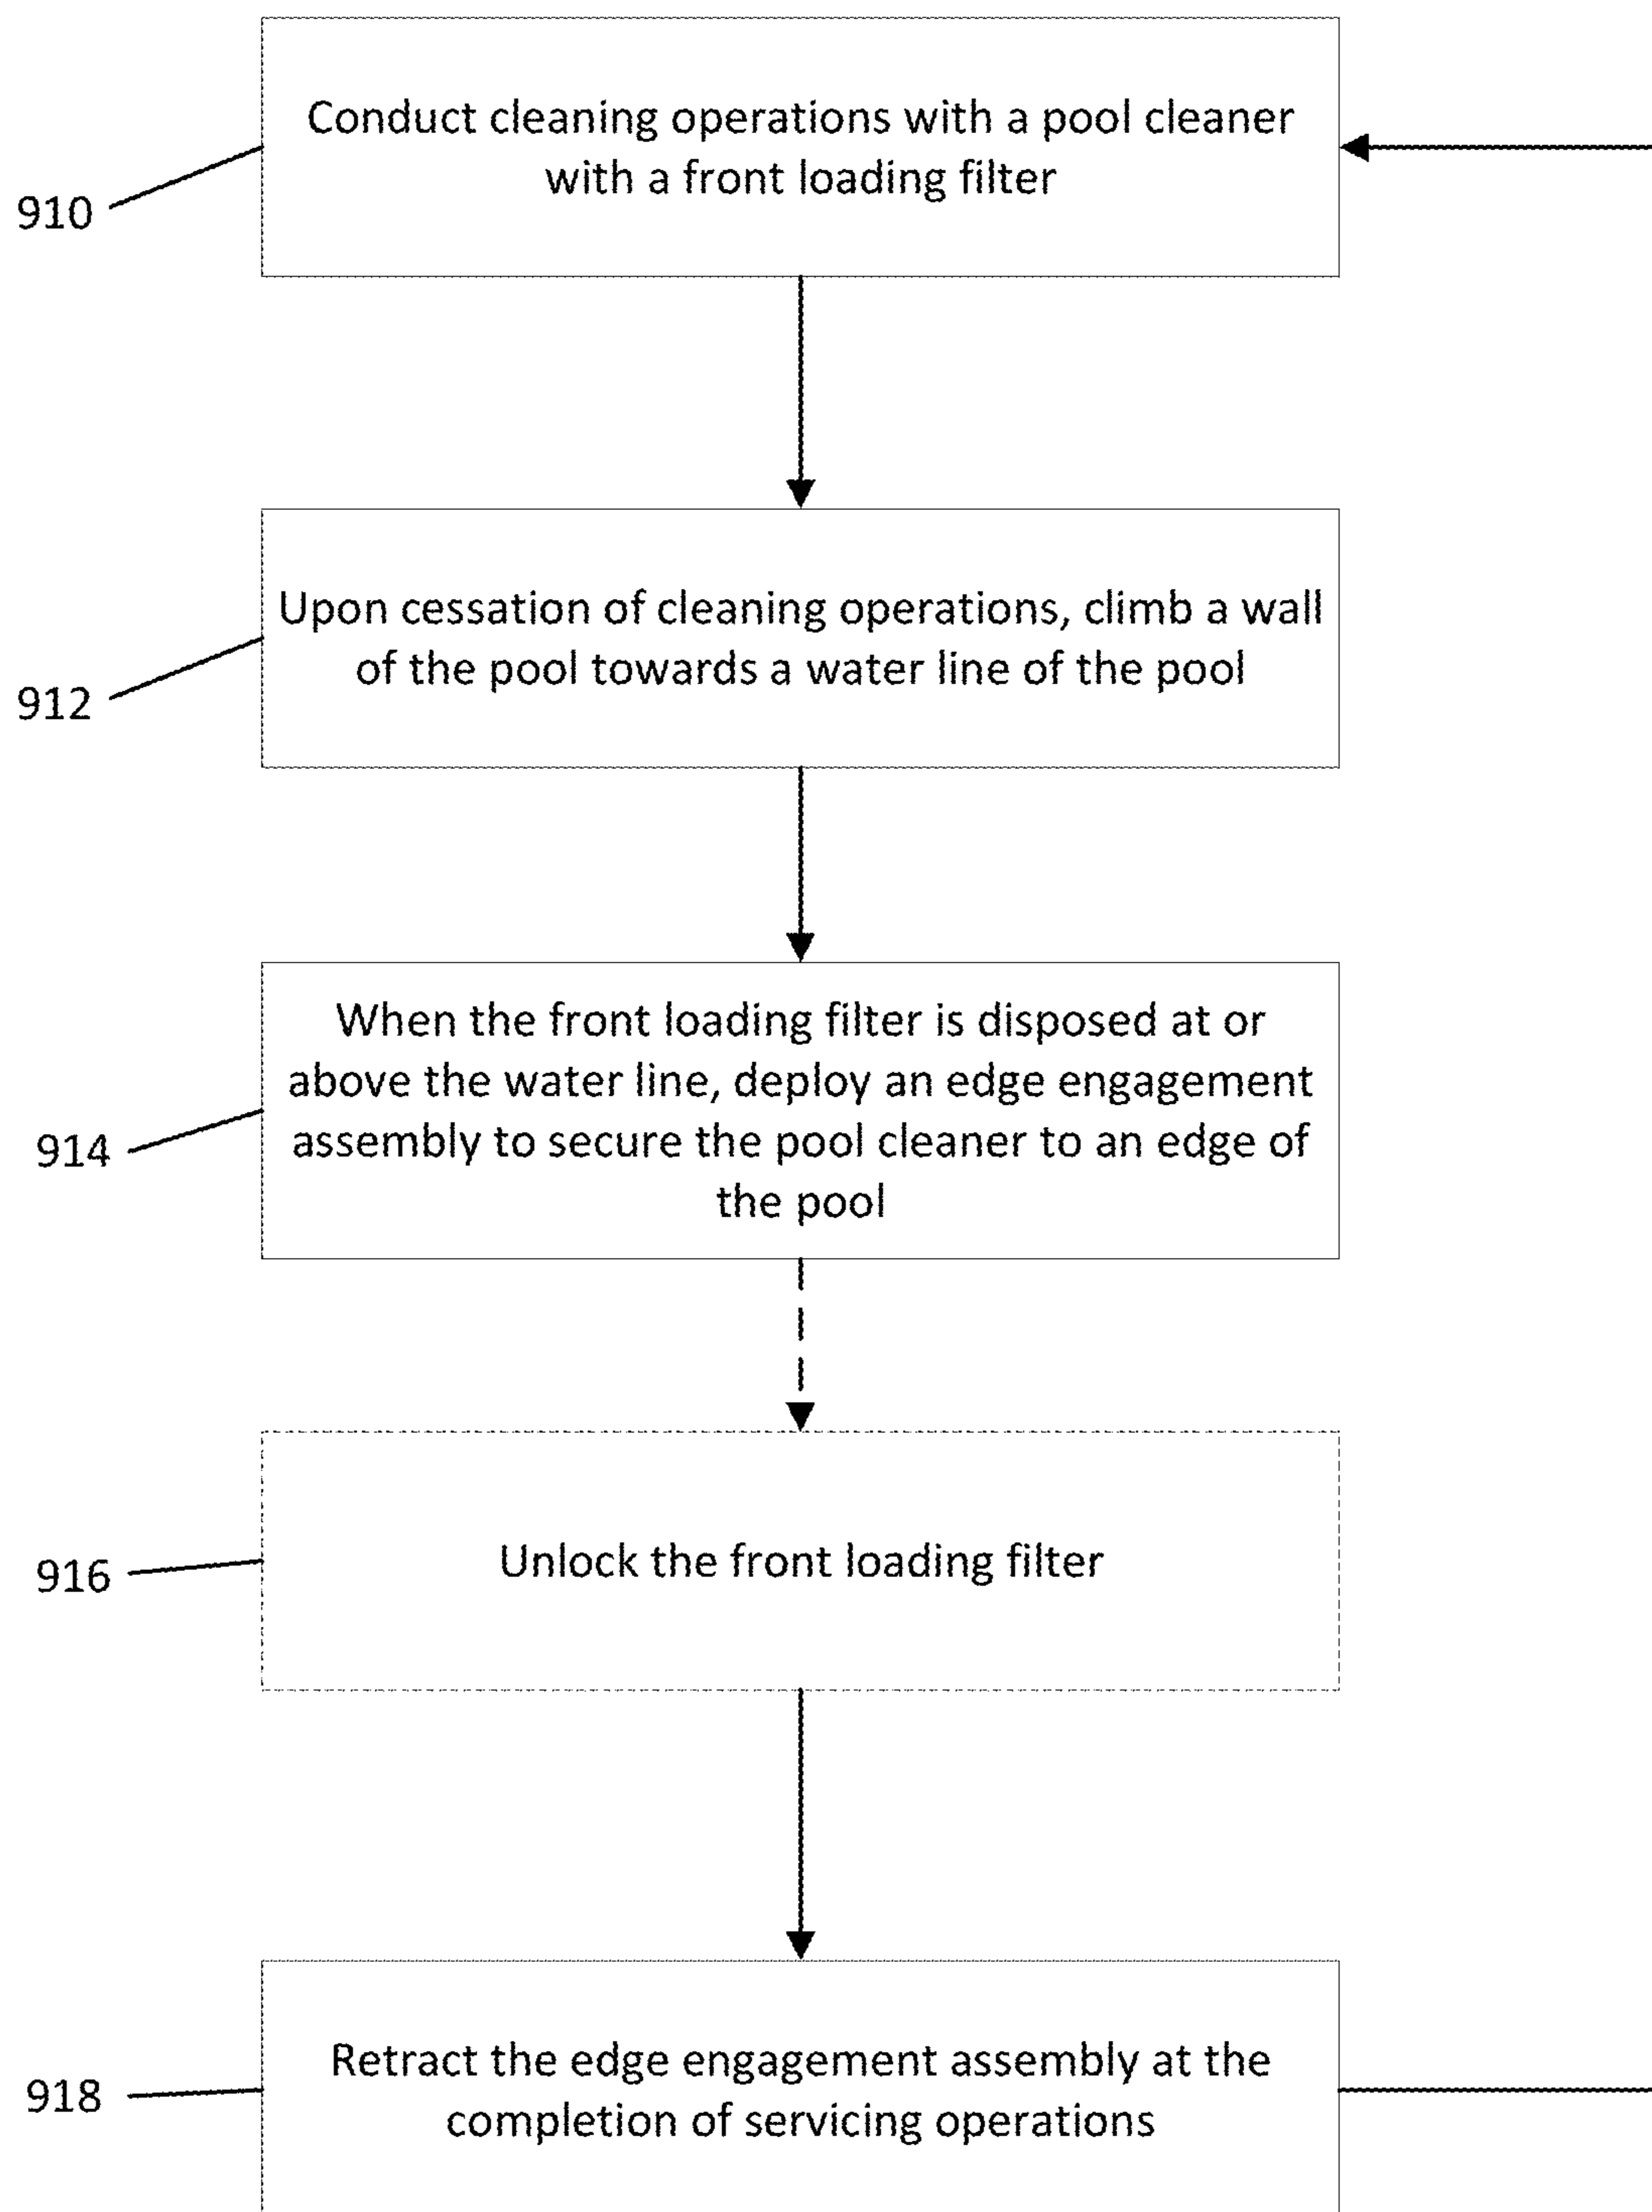 Conduct cleaning operations with a pool cleaner
with a front loading filter
910
Upon cessation of cleaning operations, climb a wall
of the pool towards a water line of the pool
912
When the front loading filter is disposed at or
above the water line, deploy an edge engagement
assembly to secure the pool cleaner to an edge of
the pool
914
Unlock the front loading filter
916
Retract the edge engagement assembly at the
completion of servicing operations
918